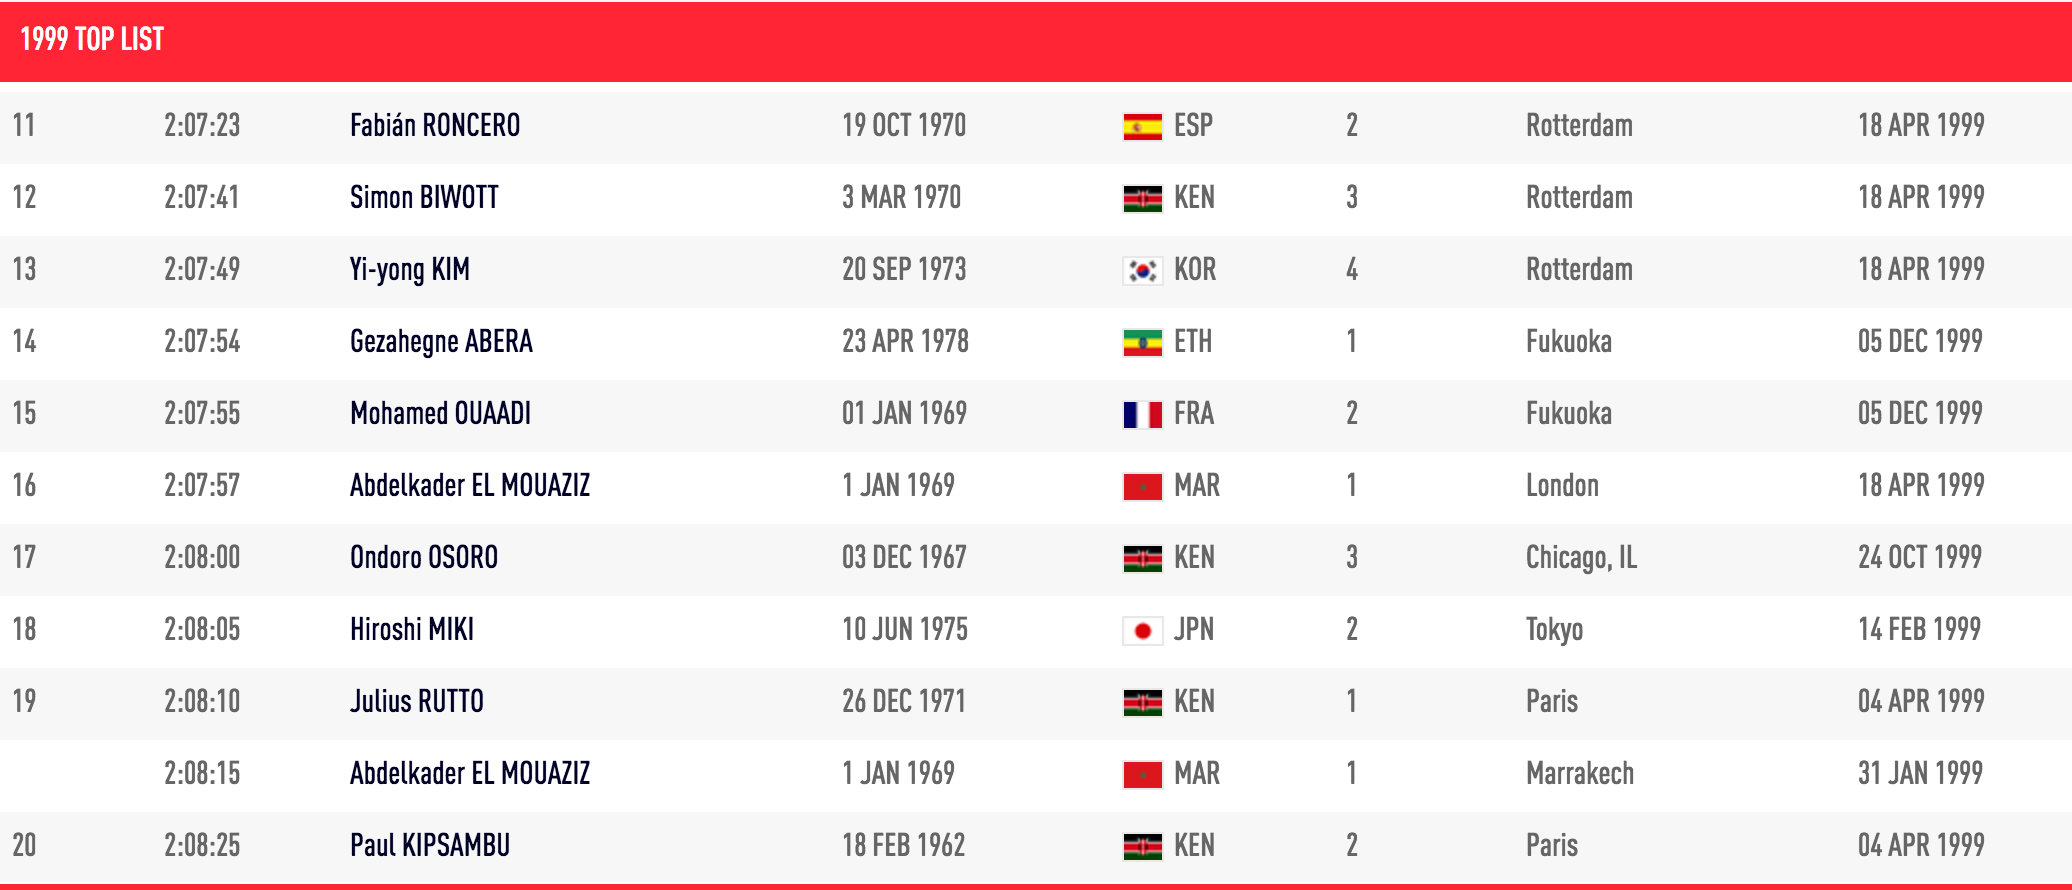 1999 TOP LIST
11 2:07:23 Fabián RONCERO 19 OCT 1970 ESP 2 Rotterdam 18 APR 1999
12 2:07:41 Simon BIWOTT 3 MAR 1970 KEN 3 Rotterdam 18 APR 1999
13 2:07:49 Yi-yong KIM 20 SEP 1973 KOR 4 Rotterdam 18 APR 1999
14 2:07:54 Gezahegne ABERA 23 APR 1978 ETH 1 Fukuoka 05 DEC 1999
15 2:07:55 Mohamed OUAADI 01 JAN 1969 FRA 2 Fukuoka 05 DEC 1999
16 2:07:57 Abdelkader EL MOUAZIZ 1 JAN 1969 MAR 1 London 18 APR 1999
17 2:08:00 Ondoro OSORO 03 DEC 1967 KEN 3 Chicago, IL 24 OCT 1999
18 2:08:05 Hiroshi MIKI 10 JUN 1975 JPN 2 Tokyo 14 FEB 1999
19 2:08:10 Julius RUTTO 26 DEC 1971 KEN 1 Paris 04 APR 1999
2:08:15 Abdelkader EL MOUAZIZ 1 JAN 1969 MAR 1 Marrakech 31 JAN 1999
20 2:08:25 Paul KIPSAMBU 18 FEB 1962 KEN 2 Paris 04 APR 1999